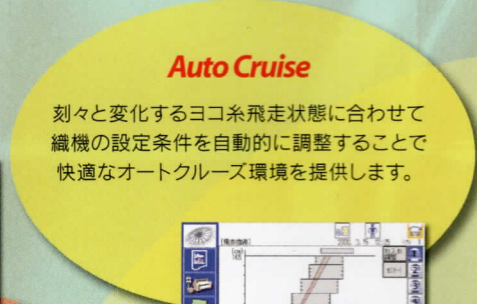 Auto Cruise
刻々と変化するヨコ糸飛走状態に合わせて
織機の設定条件を自動的に調整することで
快適なオートクルーズ環境を提供します。